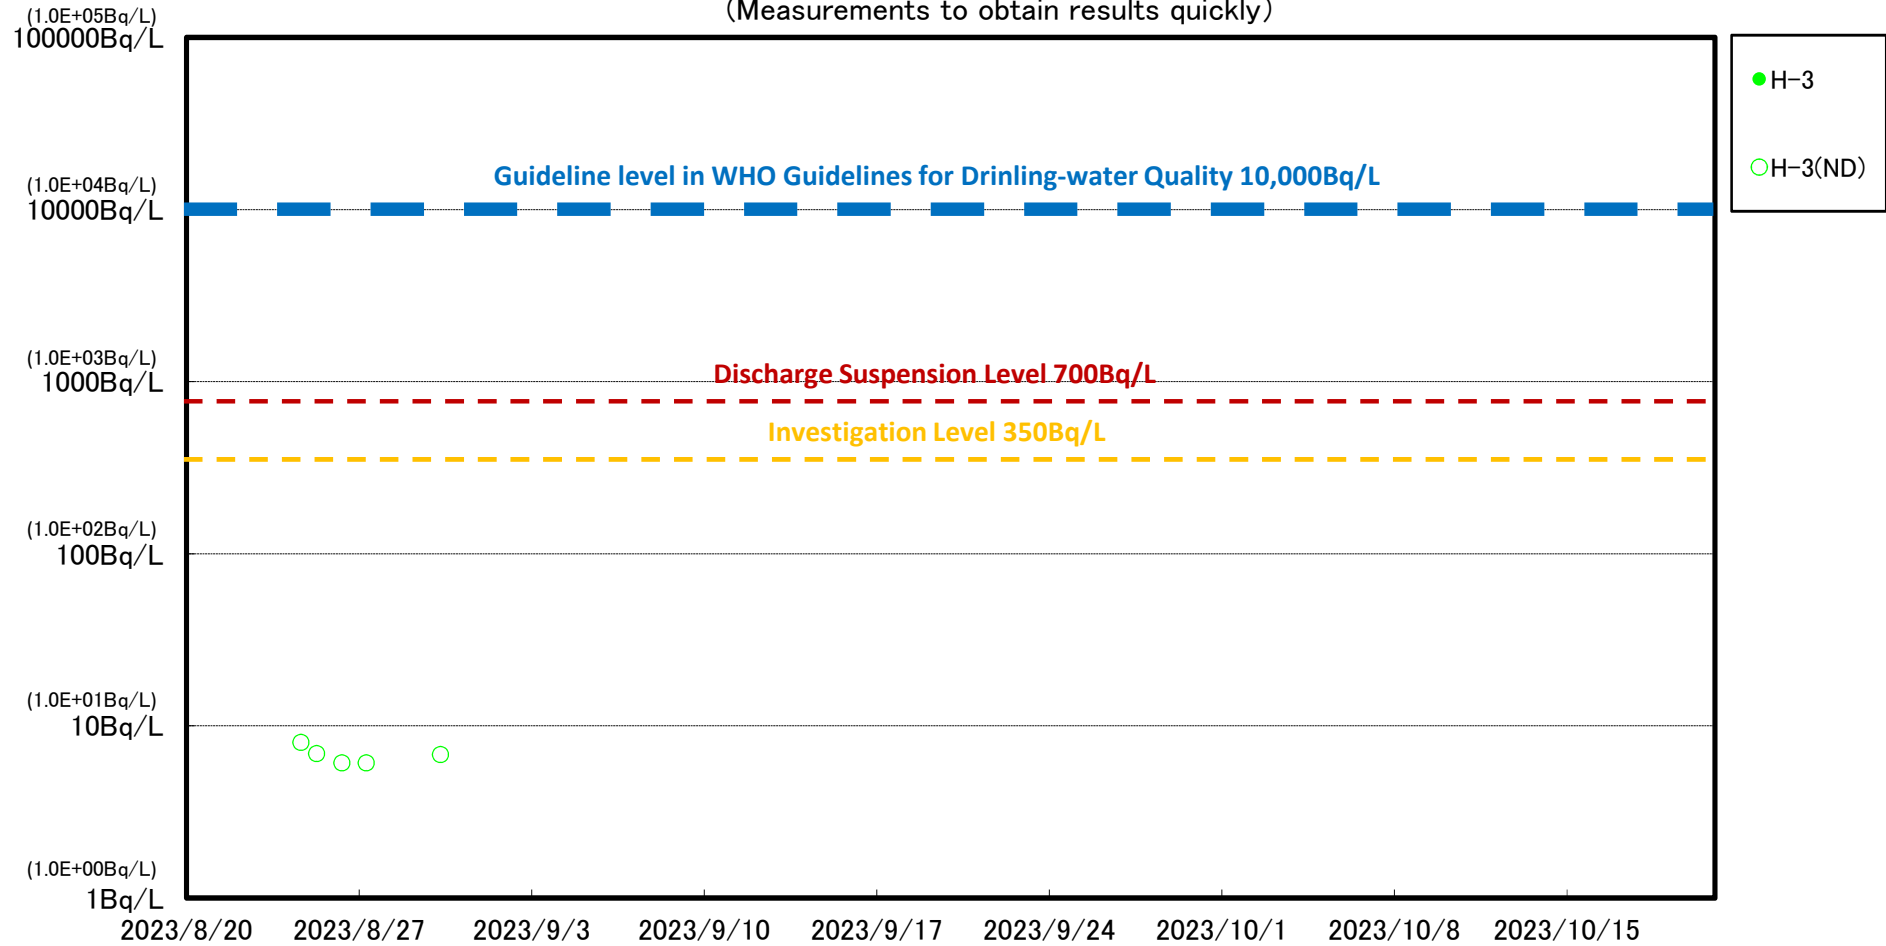 (Measurements to obtain results quickly)
(1.0E+05Bq/L)
100000Bq/L
H-3
H-3(ND)
Guideline level in WHO Guidelines for Drinling-water Quality 10,000Bq/L
(1.0E+04Bq/L)
10000Bq/L
(1.0E+03Bq/L)
1000Bq/L
Discharge Suspension Level 700Bq/L
Investigation Level 350Bq/L
(1.0E+02Bq/L)
100Bq/L
(1.0E+01Bq/L)
10Bq/L
(1.0E+00Bq/L)
1Bq/L
2023/8/20 2023/8/27 2023/9/3 2023/9/10 2023/9/17 2023/9/24 2023/10/1 2023/10/8 2023/10/15